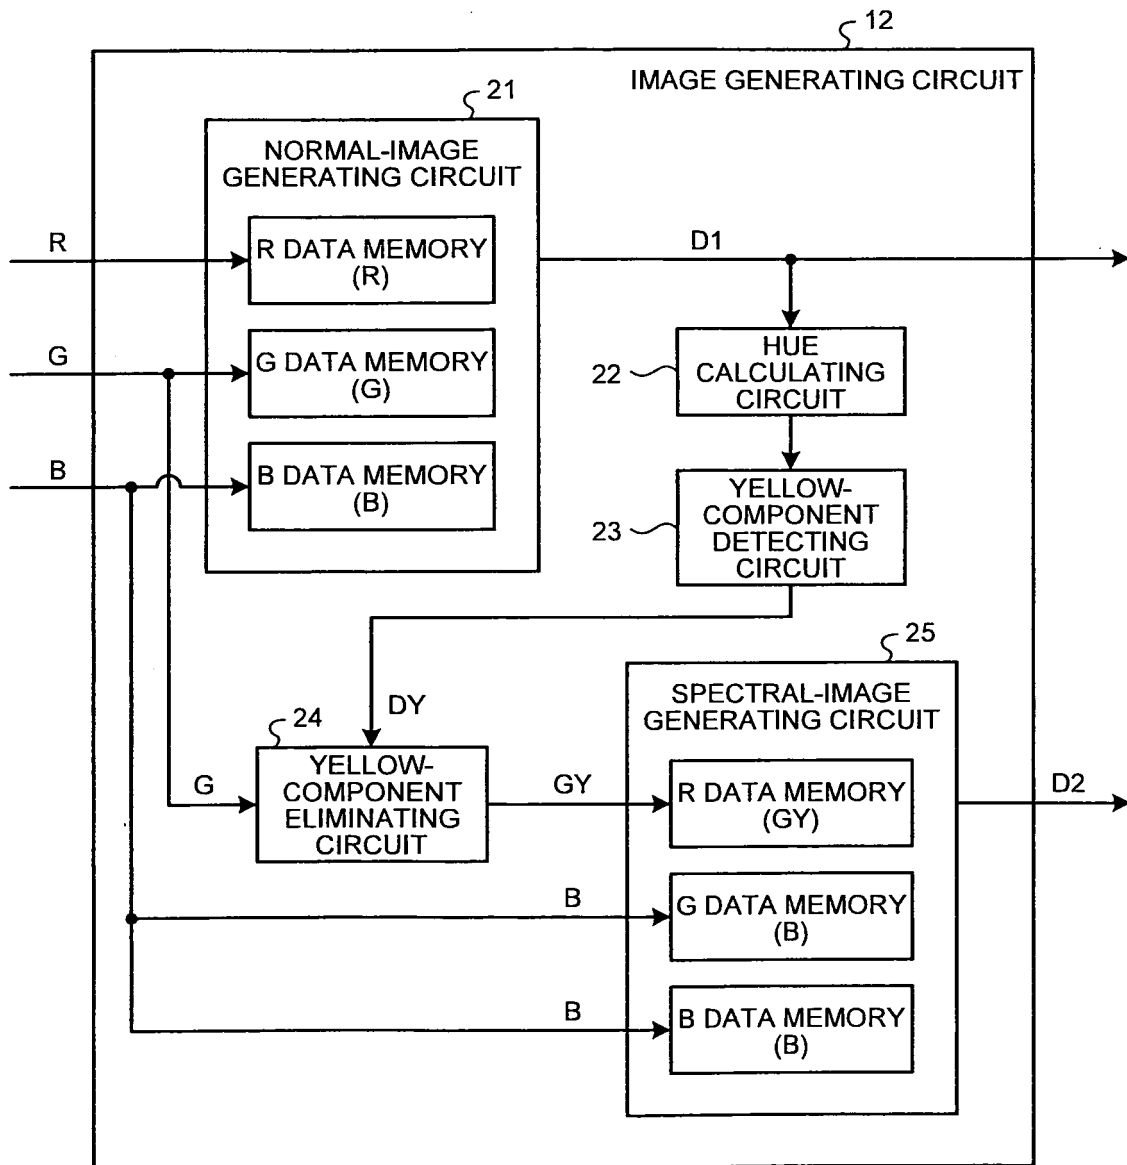 12
IMAGE GENERATING CIRCUIT
21
NORMAL-IMAGE
GENERATING CIRCUIT
R
R DATA MEMORY
(R)
D1
G
G DATA MEMORY
(G)
22
HUE
CALCULATING
CIRCUIT
B
B DATA MEMORY
(B)
23
YELLOW-
COMPONENT
DETECTING
CIRCUIT
25
SPECTRAL-IMAGE
GENERATING CIRCUIT
DY
24
G
YELLOW-
COMPONENT
ELIMINATING
CIRCUIT
GY
R DATA MEMORY
(GY)
D2
B
G DATA MEMORY
(B)
B
B DATA MEMORY
(B)